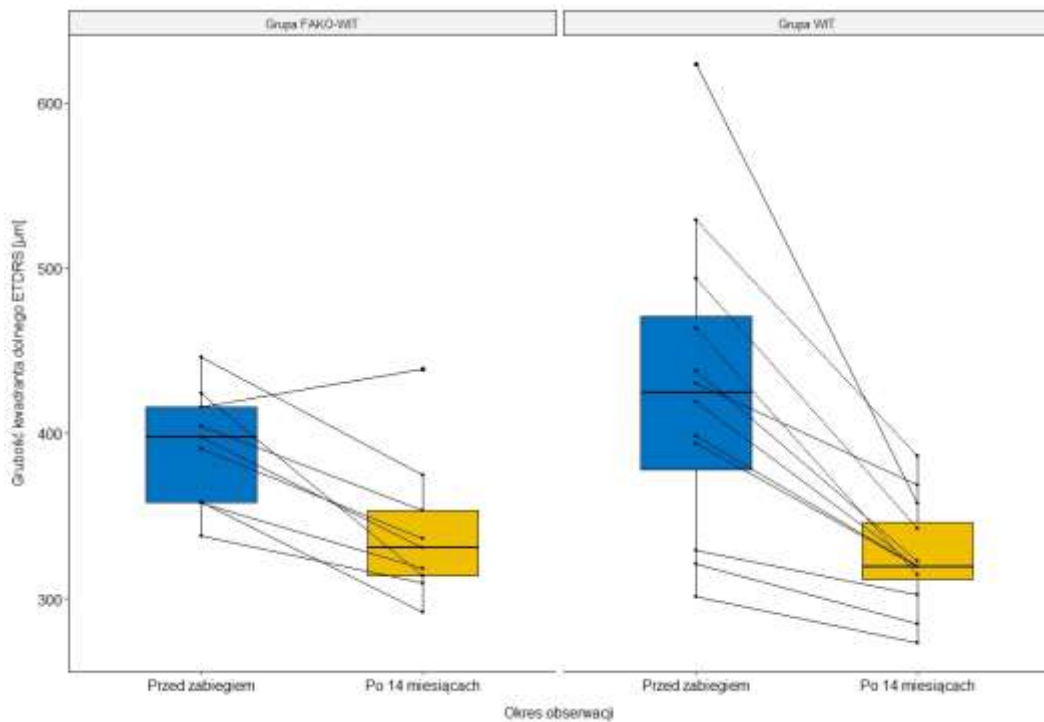 Grupa FAKO-WIT
Grupa WIT
Grubość kwadranta dolnego ETDRS [µm]
600
500
400
300
Przed zabiegiem
Po 14 miesiącach
Przed zabiegiem
Po 14 miesiącach
Okres obserwacji